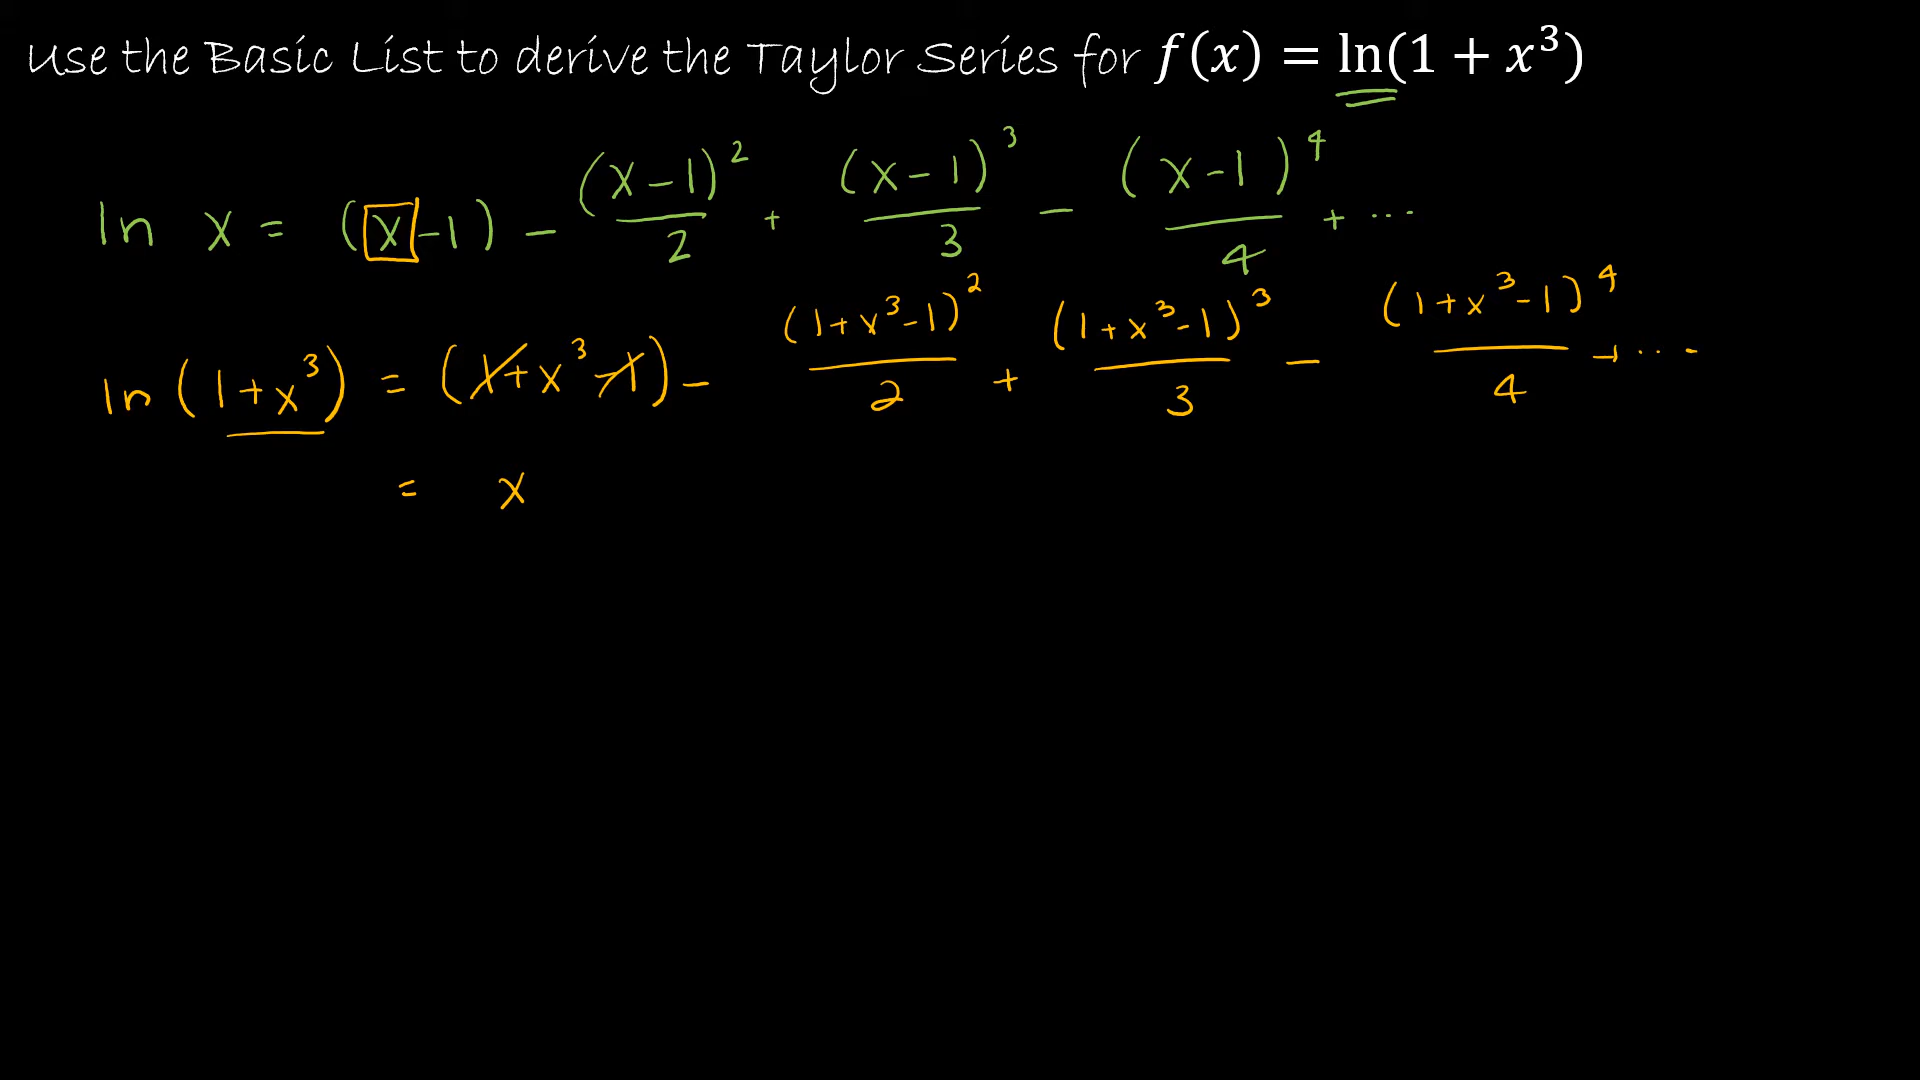 Use the Basic List to derive the Taylor Series for f(x) = ln(1 + x³)
ln x = (x-1) - (x-1)²/2 + (x-1)³/3 - (x-1)⁴/4 + ...
ln(1+x³) = (1+x³-1) - (1+x³-1)²/2 + (1+x³-1)³/3 - (1+x³-1)⁴/4 + ...
= x